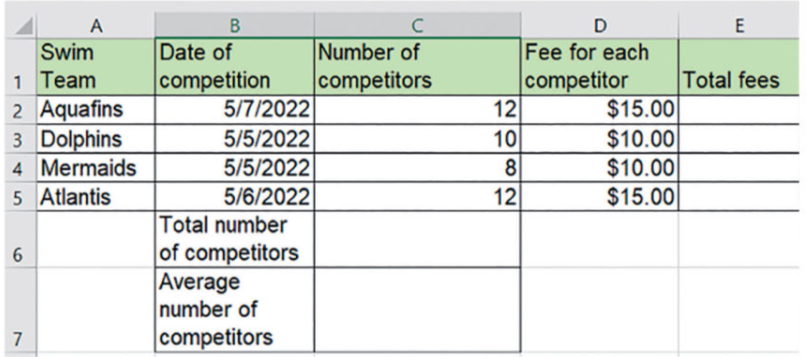 A B C D E
1 Swim Team Date of competition Number of competitors Fee for each competitor Total fees
2 Aquafins 5/7/2022 12 $15.00
3 Dolphins 5/5/2022 10 $10.00
4 Mermaids 5/5/2022 8 $10.00
5 Atlantis 5/6/2022 12 $15.00
6 Total number of competitors
7 Average number of competitors